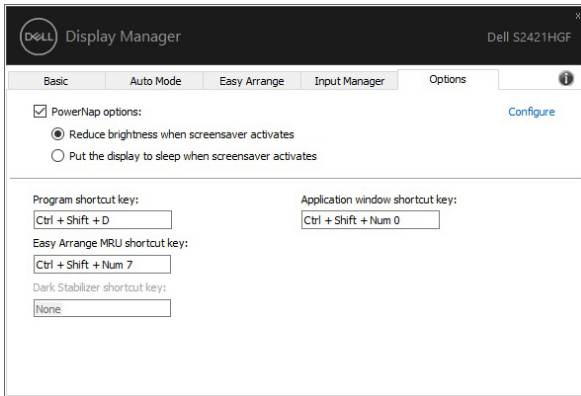 x
DELL Display Manager
Dell S2421HGF
Basic Auto Mode Easy Arrange Input Manager Options i
PowerNap options:
Configure
Reduce brightness when screensaver activates
Put the display to sleep when screensaver activates
Program shortcut key:
Application window shortcut key:
Ctrl + Shift + D
Ctrl + Shift + Num 0
Easy Arrange MRU shortcut key:
Ctrl + Shift + Num 7
Dark Stabilizer shortcut key:
None